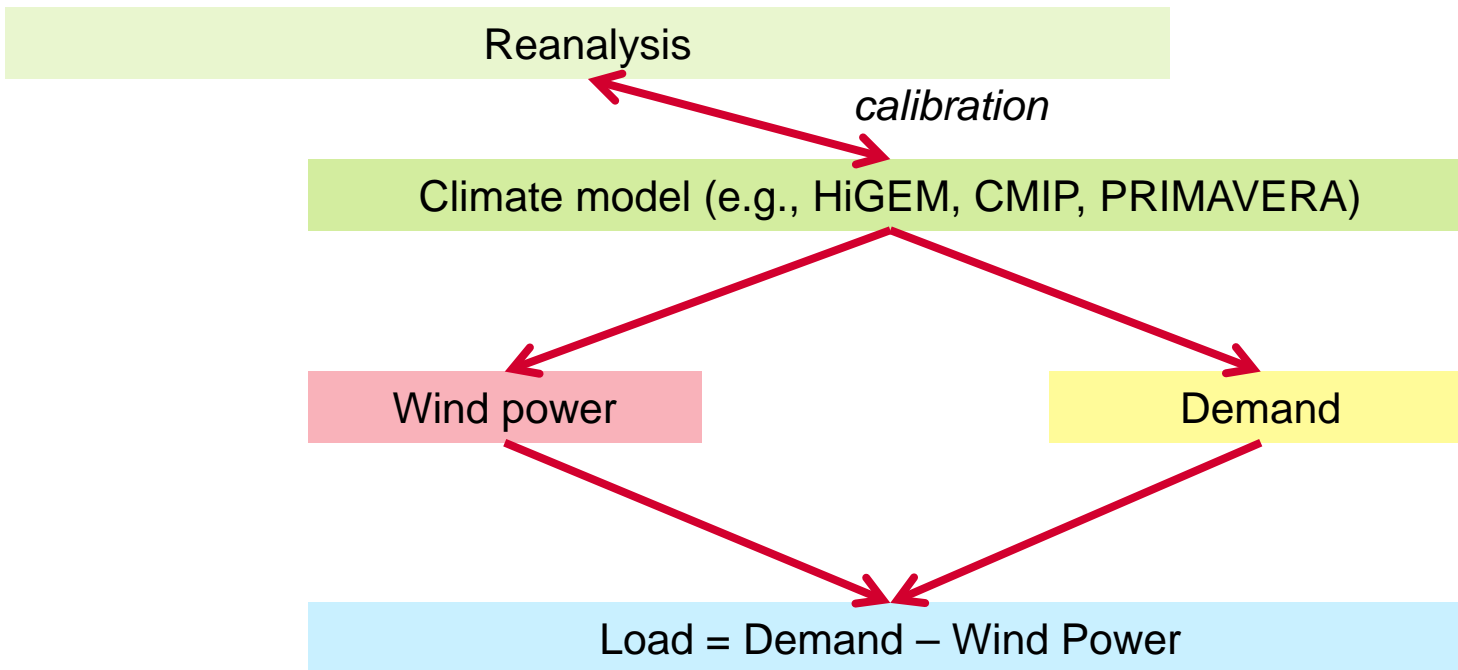 Reanalysis
calibration
Climate model (e.g., HiGEM, CMIP, PRIMAVERA)
Wind power
Demand
Load = Demand – Wind Power